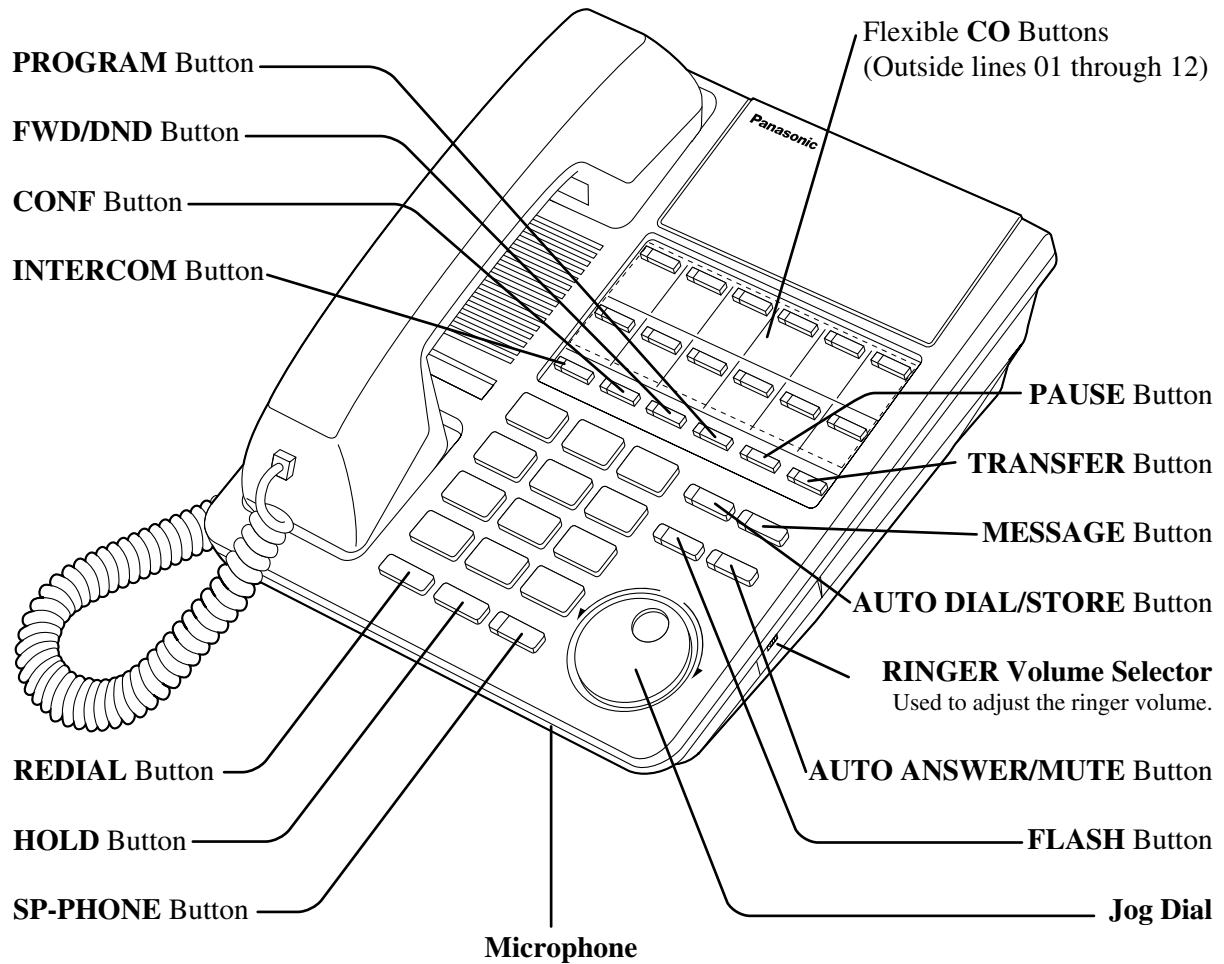 Flexible CO Buttons
(Outside lines 01 through 12)
PROGRAM Button
FWD/DND Button
CONF Button
INTERCOM Button
Panasonic
PAUSE Button
TRANSFER Button
MESSAGE Button
AUTO DIAL/STORE Button
RINGER Volume Selector
Used to adjust the ringer volume.
REDIAL Button
AUTO ANSWER/MUTE Button
HOLD Button
FLASH Button
SP-PHONE Button
Jog Dial
Microphone